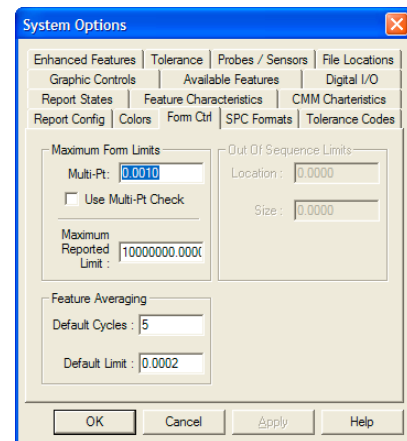 System Options
Enhanced Features Tolerance Probes / Sensors File Locations
Graphic Controls Available Features Digital I/O
Report States Feature Characteristics CMM Charteristics
Report Config Colors Form Ctrl SPC Formats Tolerance Codes
Maximum Form Limits
Multi-Pt: 0.0010
Use Multi-Pt Check
Maximum
Reported
Limit : 10000000.000(
Out Of Sequence Limits
Location : 0.0000
Size : 0.0000
Feature Averaging
Default Cycles : 5
Default Limit : 0.0002
OK Cancel Apply Help